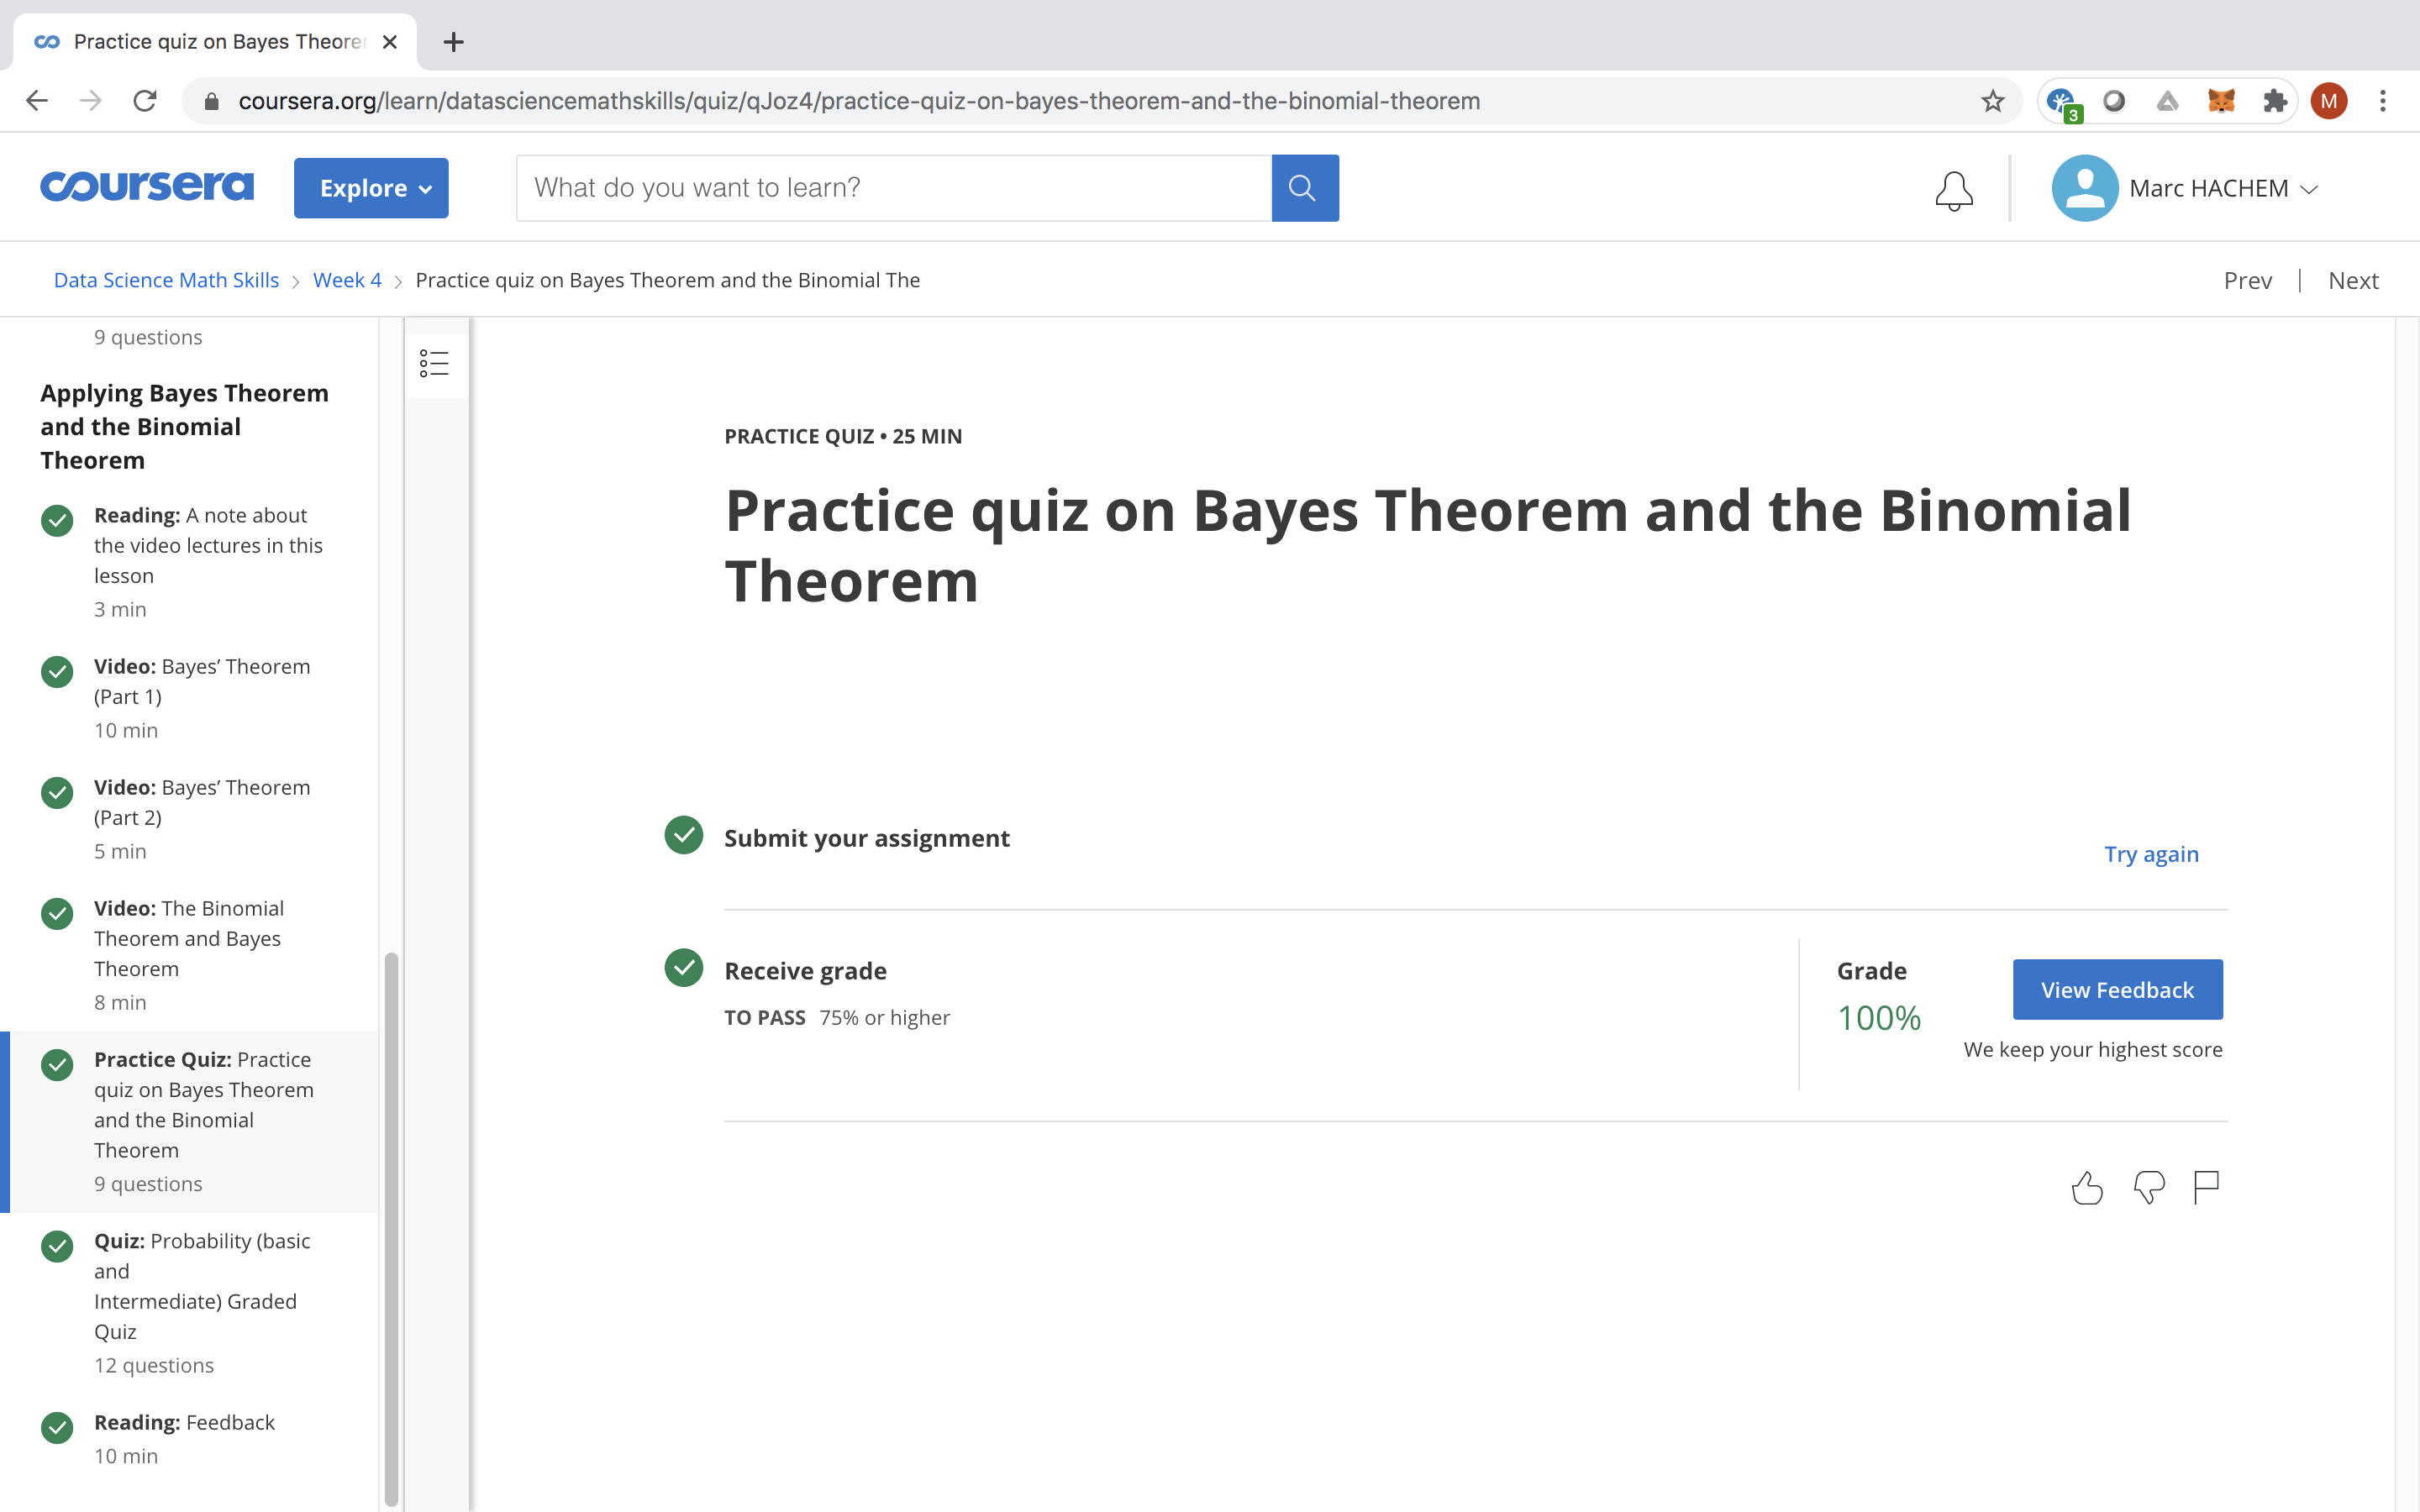 Practice quiz on Bayes Theorem
coursera.org/learn/datasciencemathskills/quiz/qJoz4/practice-quiz-on-bayes-theorem-and-the-binomial-theorem
3
M
coursera
Explore
What do you want to learn?
Marc HACHEM
Data Science Math Skills > Week 4 > Practice quiz on Bayes Theorem and the Binomial The
Prev | Next
9 questions
Applying Bayes Theorem
and the Binomial
Theorem
Reading: A note about
the video lectures in this
lesson
3 min
Video: Bayes’ Theorem
(Part 1)
10 min
Video: Bayes’ Theorem
(Part 2)
5 min
Video: The Binomial
Theorem and Bayes
Theorem
8 min
Practice Quiz: Practice
quiz on Bayes Theorem
and the Binomial
Theorem
9 questions
Quiz: Probability (basic
and
Intermediate) Graded
Quiz
12 questions
Reading: Feedback
10 min
PRACTICE QUIZ • 25 MIN
Practice quiz on Bayes Theorem and the Binomial
Theorem
Submit your assignment
Try again
Receive grade
TO PASS 75% or higher
Grade
100%
View Feedback
We keep your highest score